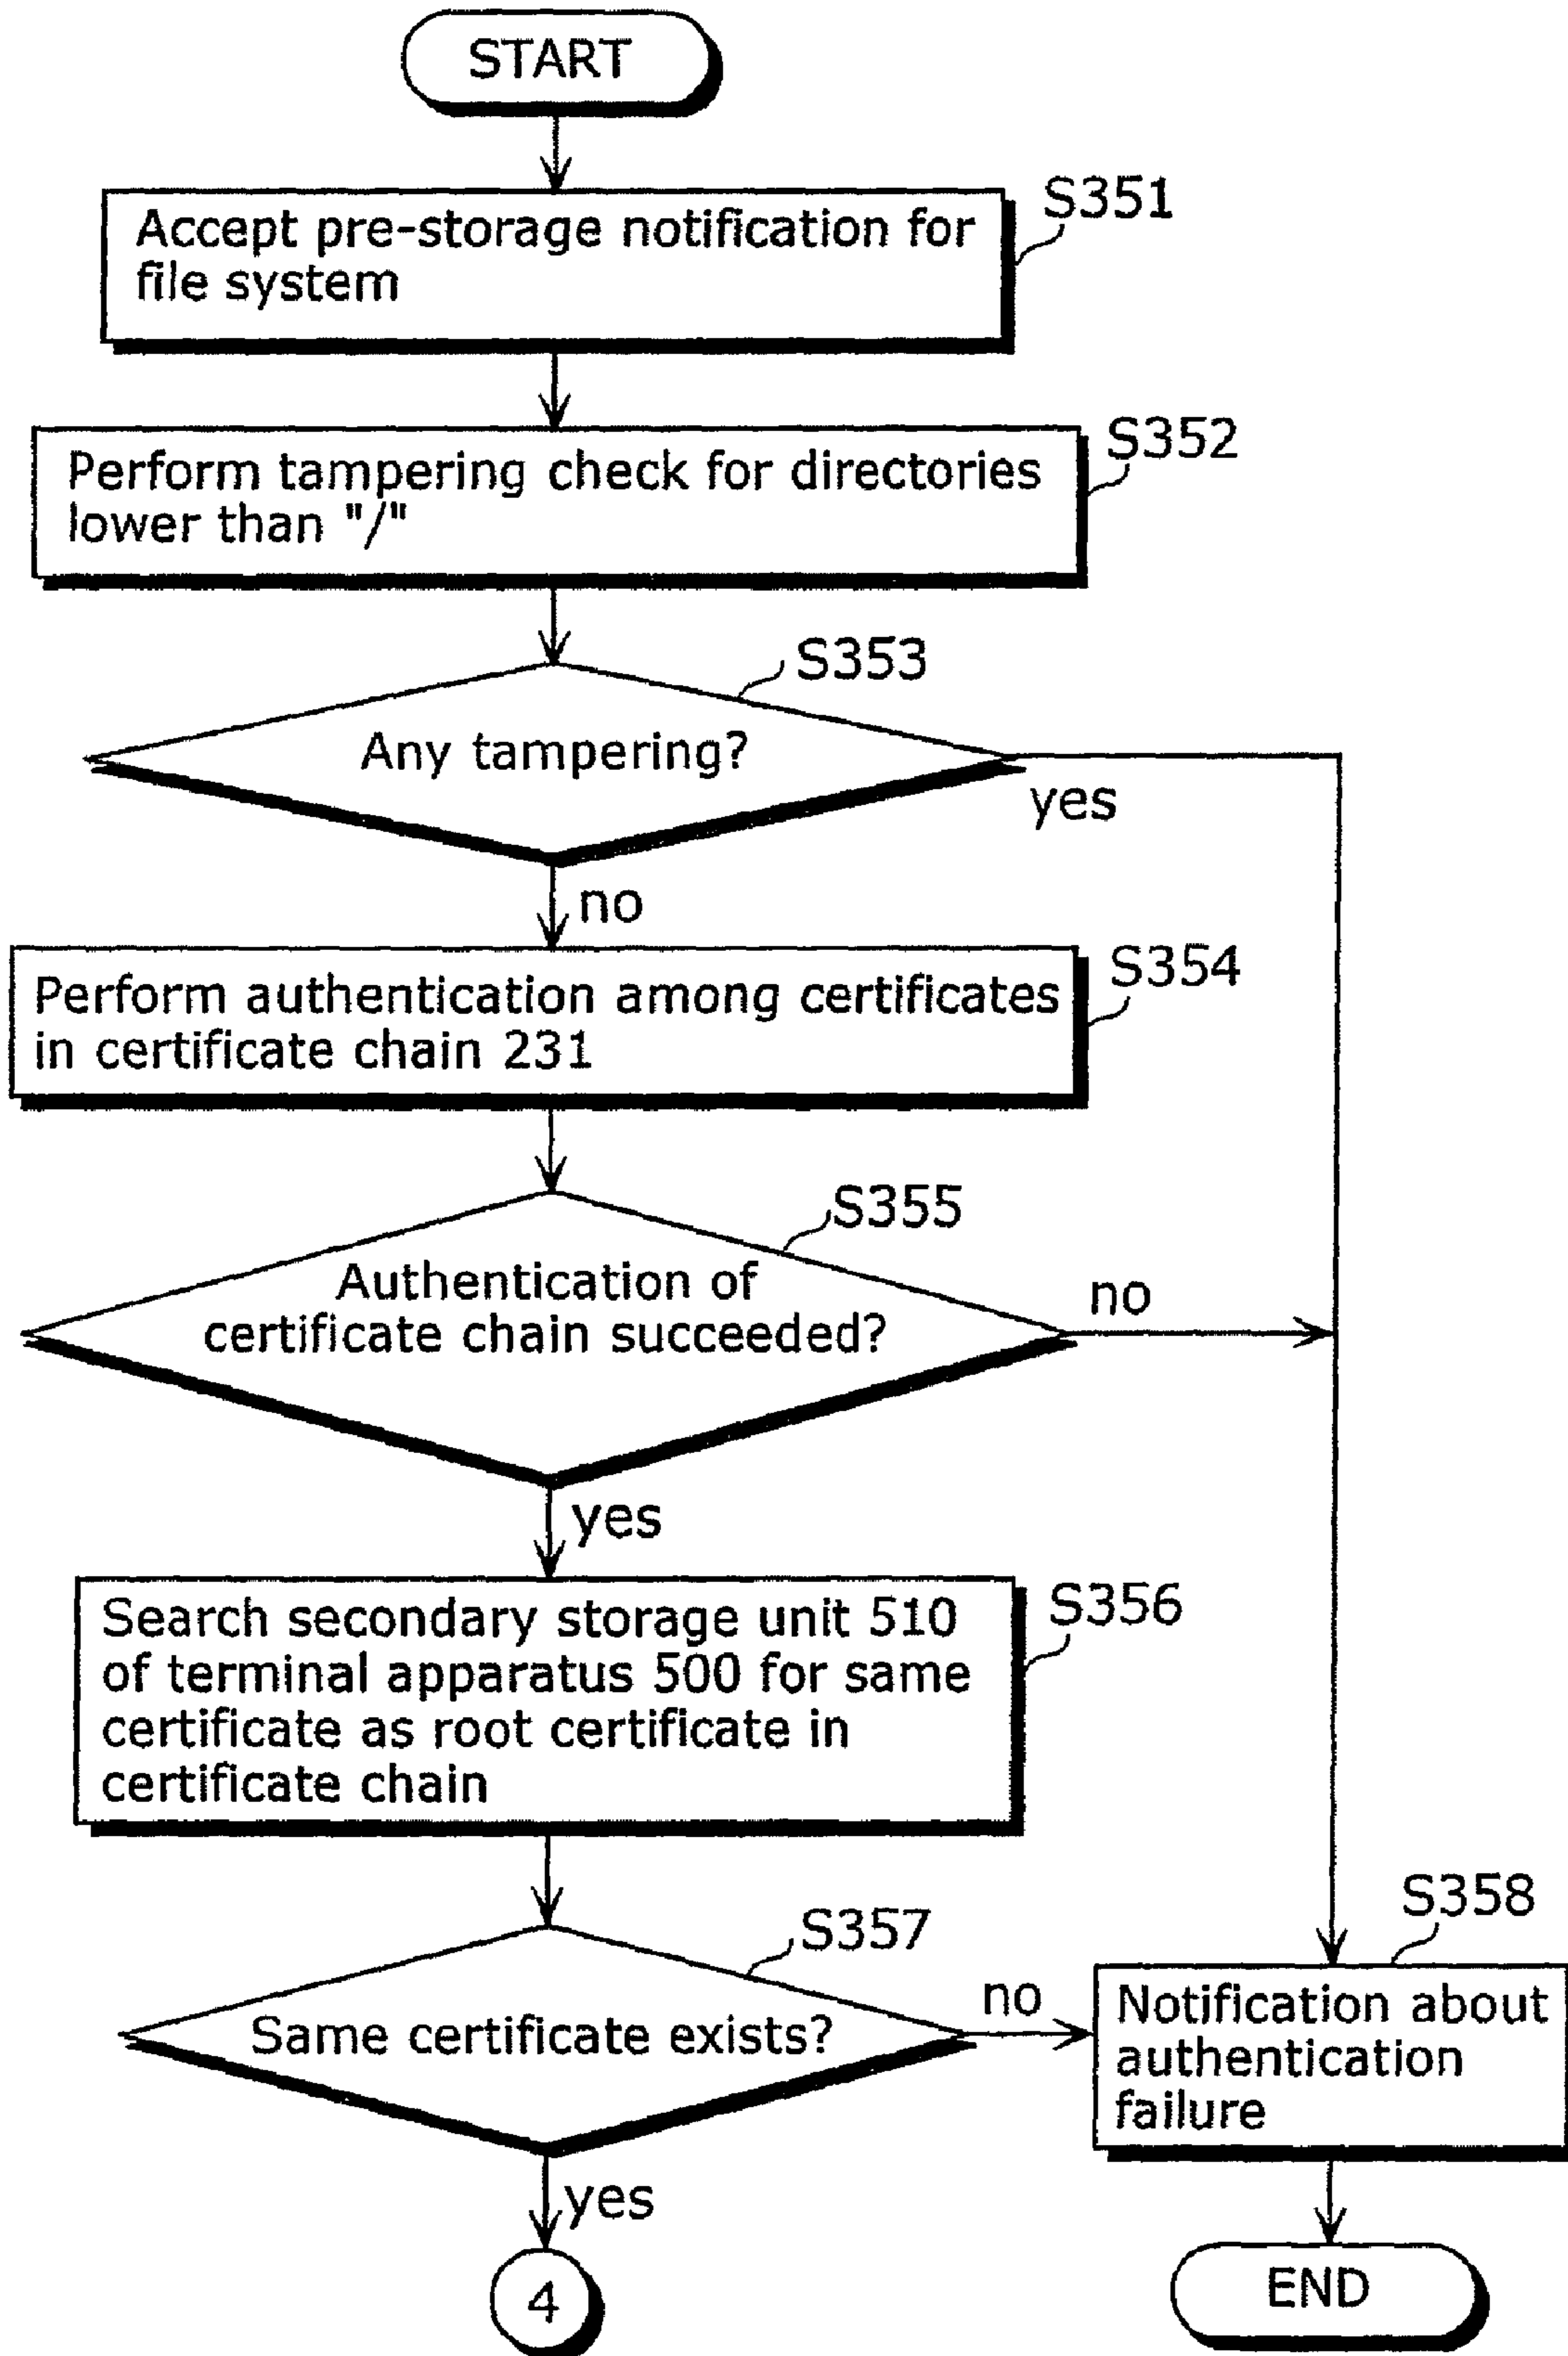 START
S351
Accept pre-storage notification for
file system
S352
Perform tampering check for directories
lower than "/"
S353
Any tampering?
yes
no
S354
Perform authentication among certificates
in certificate chain 231
S355
Authentication of
certificate chain succeeded?
no
yes
S356
Search secondary storage unit 510
of terminal apparatus 500 for same
certificate as root certificate in
certificate chain
S357
Same certificate exists?
no
S358
Notification about
authentication
failure
yes
4
END